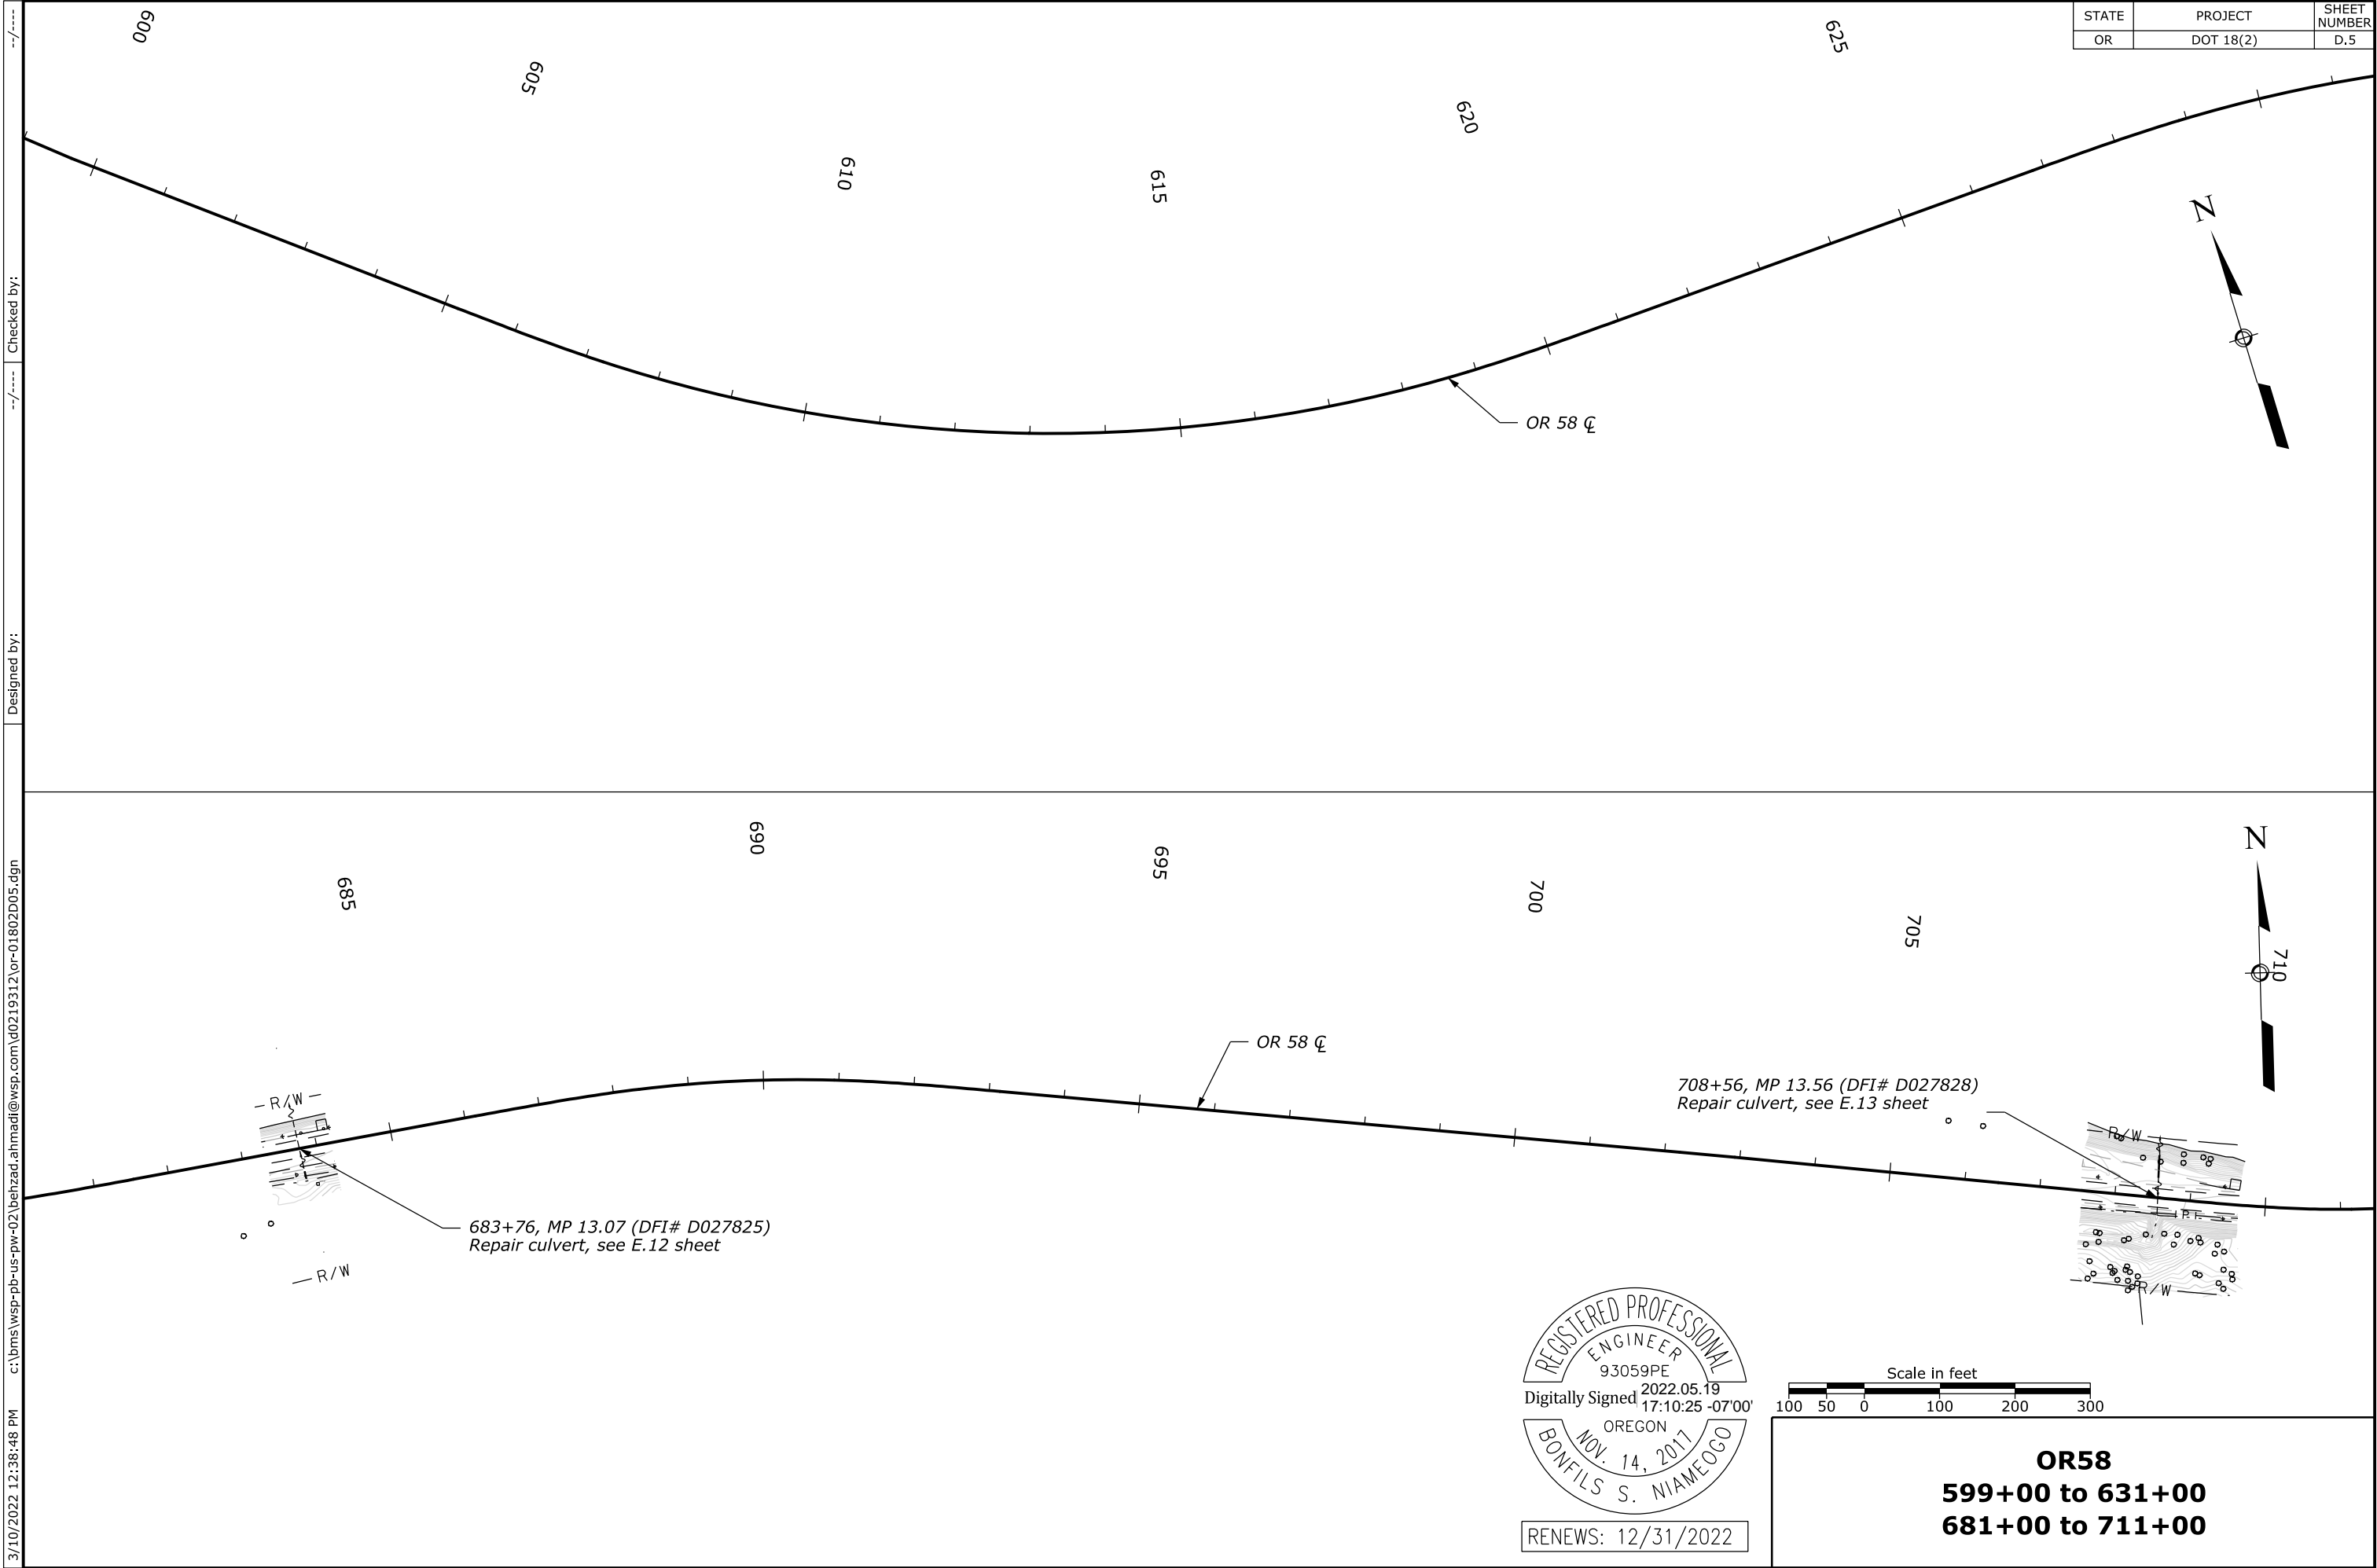 STATE PROJECT SHEET NUMBER
OR DOT 18(2) D.5
600
605
610
615
620
625
N
OR 58 ℄
690
685
695
700
705
710
N
OR 58 ℄
708+56, MP 13.56 (DFI# D027828)
Repair culvert, see E.13 sheet
R/W
R/W
683+76, MP 13.07 (DFI# D027825)
Repair culvert, see E.12 sheet
R/W
R/W
REGISTERED PROFESSIONAL
ENGINEER
93059PE
Digitally Signed 2022.05.19
17:10:25 -07'00'
OREGON
NOV. 14, 2017
BONFILS S. NIAMEOGO
RENEWS: 12/31/2022
Scale in feet
100 50 0 100 200 300
OR58
599+00 to 631+00
681+00 to 711+00
3/10/2022 12:38:48 PM c:\bms\wsp-pb-us-pw-02\behzad.ahmadi@wsp.com\d0219312\or-01802D05.dgn
Designed by: --/----
Checked by: --/----